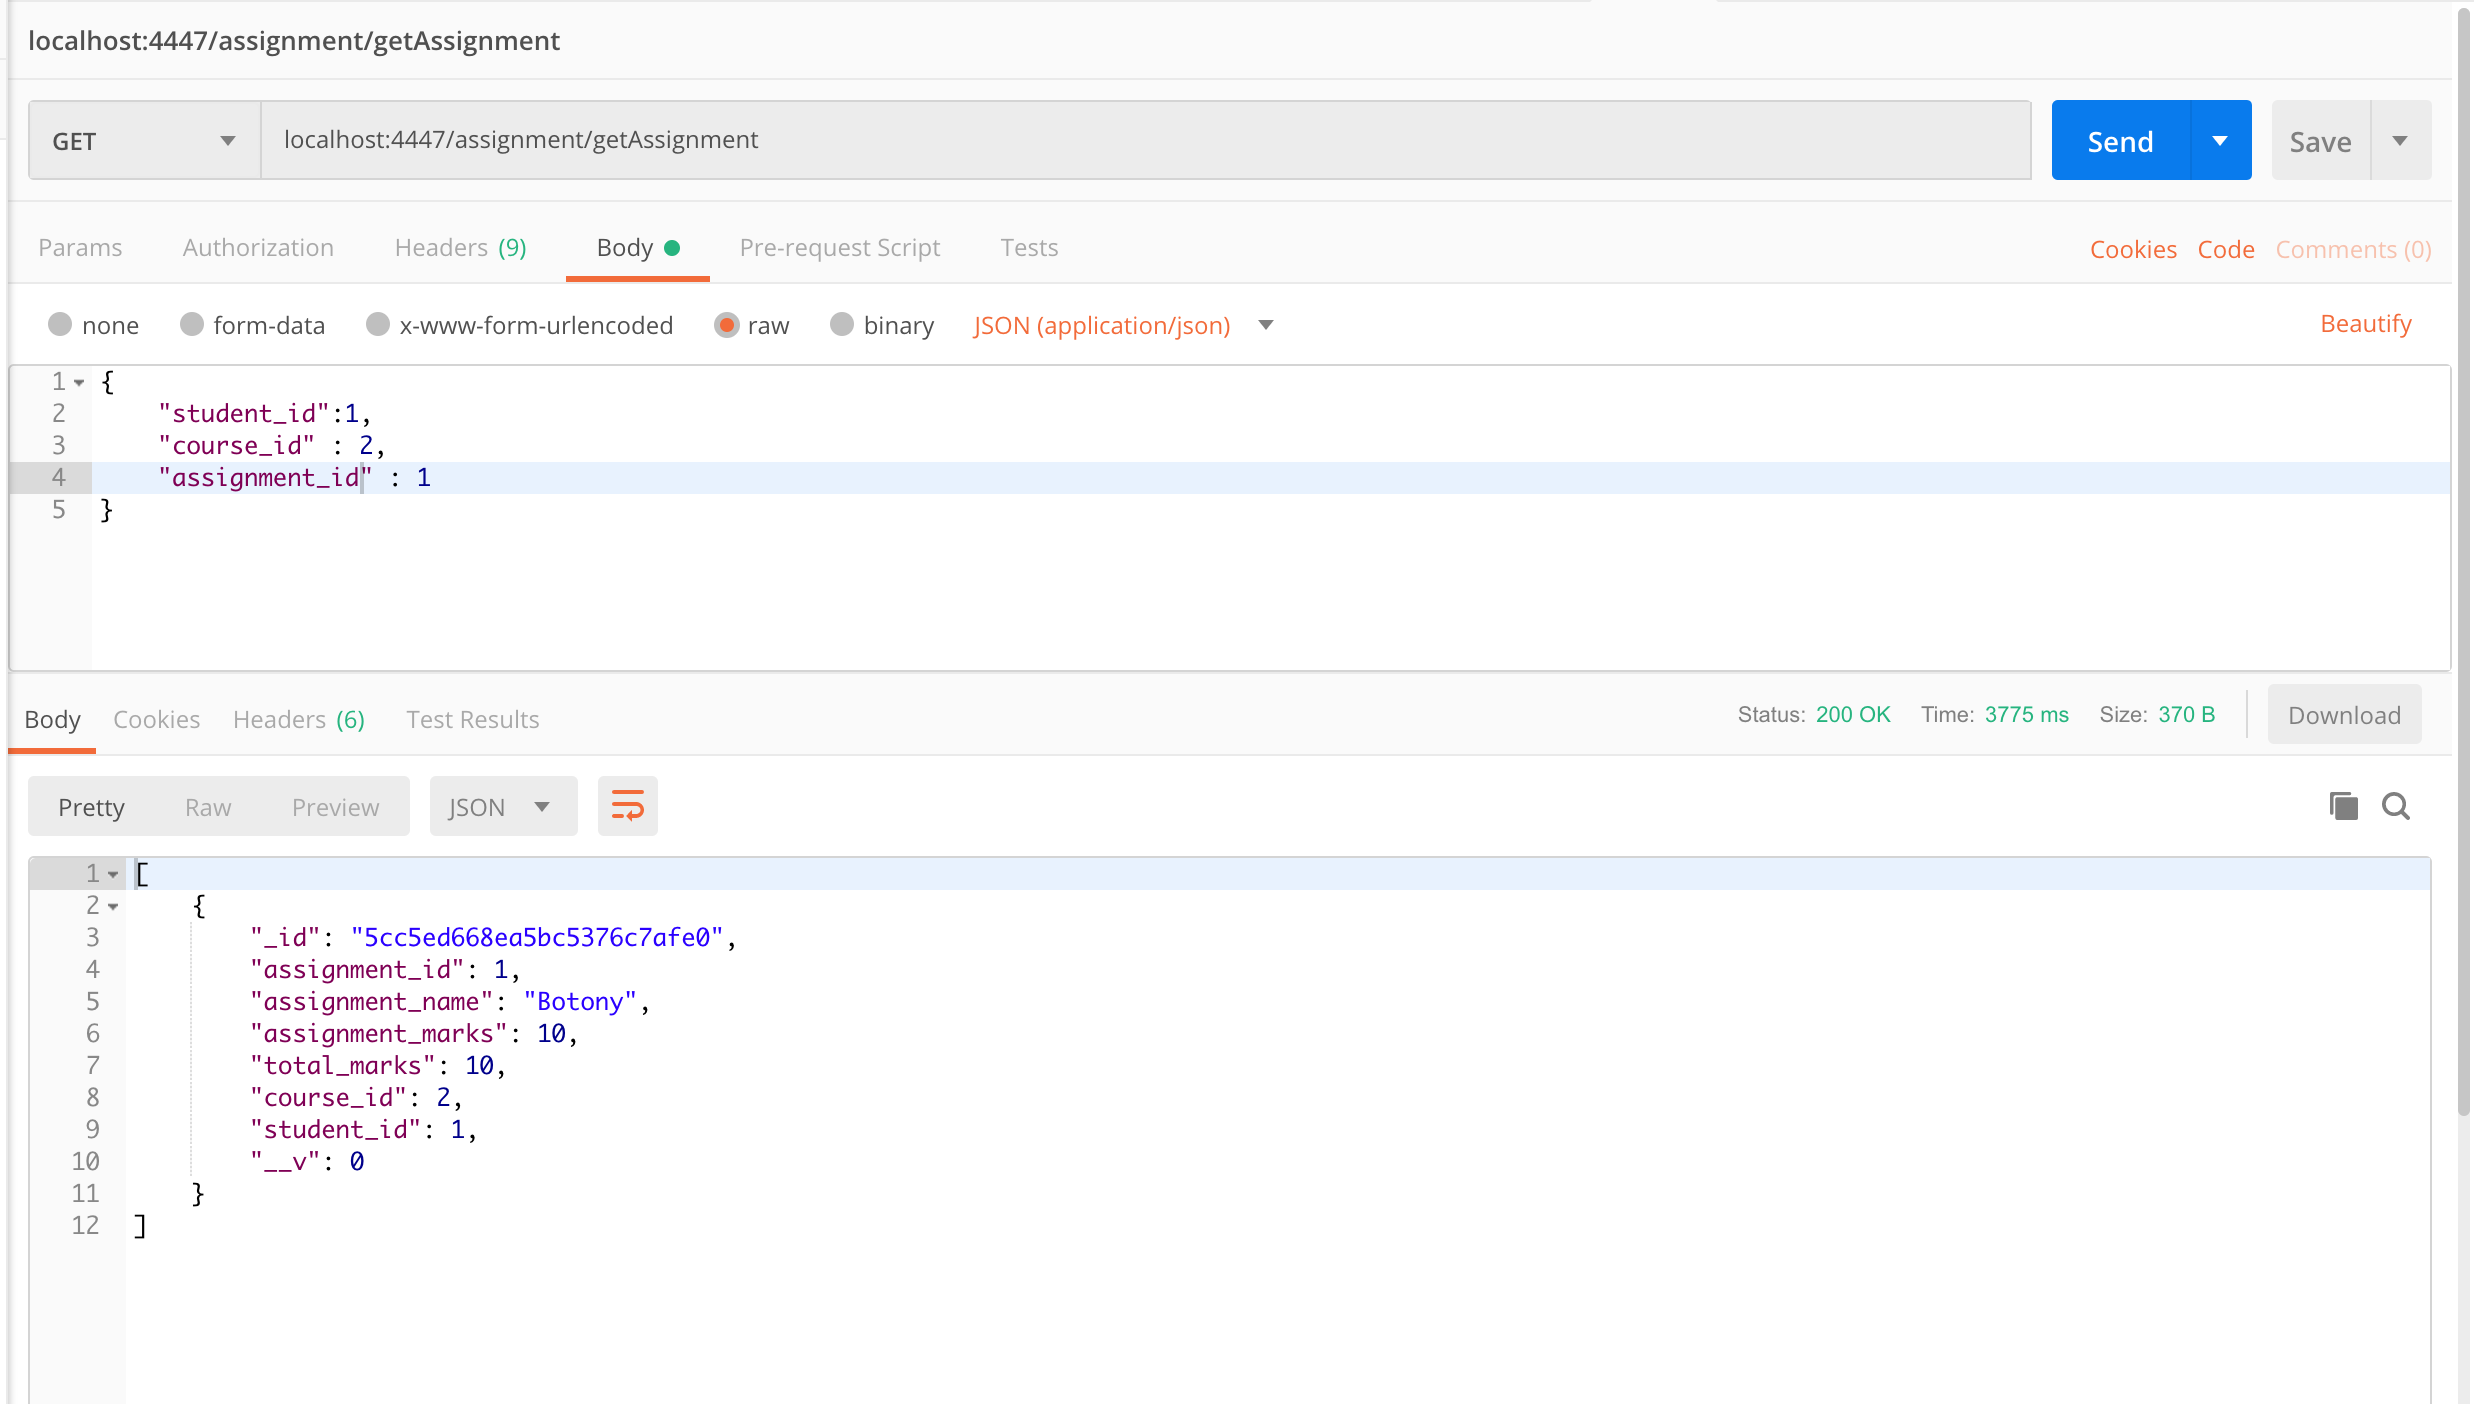 localhost:4447/assignment/getAssignment
GET localhost:4447/assignment/getAssignment Send Save
Params Authorization Headers (9) Body Pre-request Script Tests Cookies Code Comments (0)
none form-data x-www-form-urlencoded raw binary JSON (application/json) Beautify
1 {
2 "student_id":1,
3 "course_id" : 2,
4 "assignment_id" : 1
5 }
Body Cookies Headers (6) Test Results Status: 200 OK Time: 3775 ms Size: 370 B Download
Pretty Raw Preview JSON
1 [
2 {
3 "_id": "5cc5ed668ea5bc5376c7afe0",
4 "assignment_id": 1,
5 "assignment_name": "Botony",
6 "assignment_marks": 10,
7 "total_marks": 10,
8 "course_id": 2,
9 "student_id": 1,
10 "__v": 0
11 }
12 ]